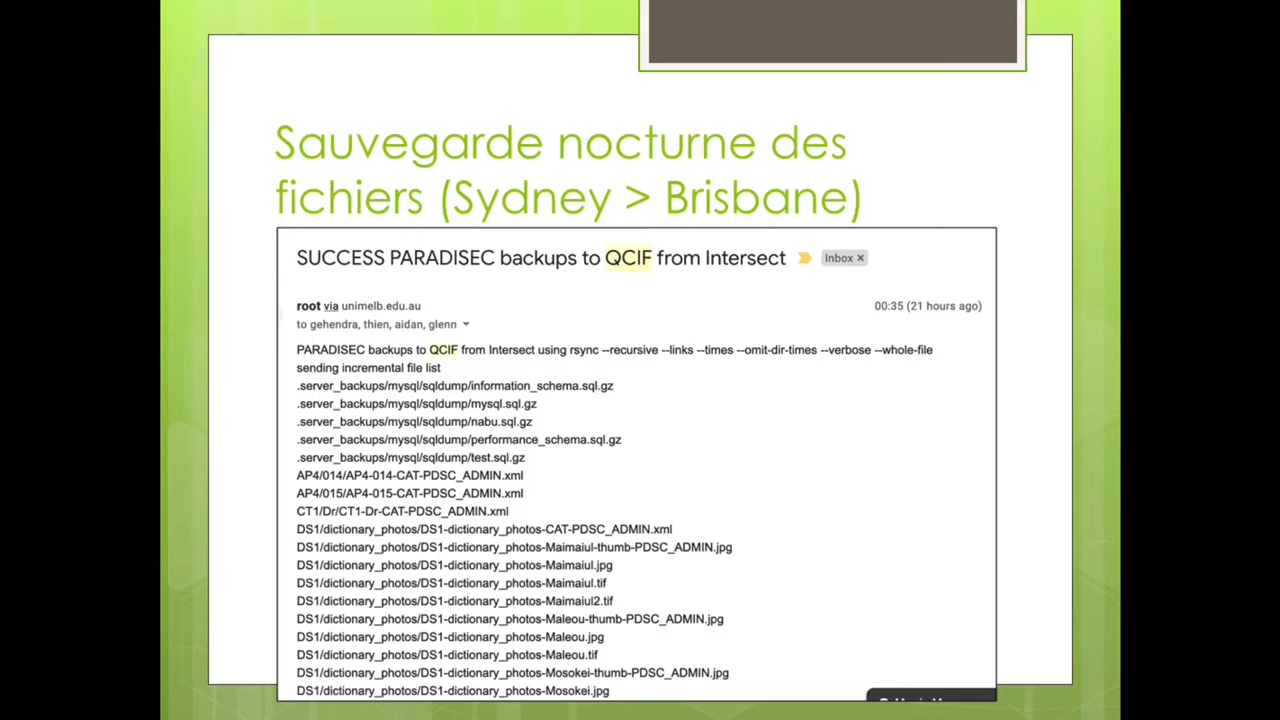 Sauvegarde nocturne des
fichiers (Sydney > Brisbane)
SUCCESS PARADISEC backups to QCIF from Intersect Inbox ×
root via unimelb.edu.au 00:35 (21 hours ago)
to gehendra, thien, aidan, glenn
PARADISEC backups to QCIF from Intersect using rsync --recursive --links --times --omit-dir-times --verbose --whole-file
sending incremental file list
.server_backups/mysql/sqldump/information_schema.sql.gz
.server_backups/mysql/sqldump/mysql.sql.gz
.server_backups/mysql/sqldump/nabu.sql.gz
.server_backups/mysql/sqldump/performance_schema.sql.gz
.server_backups/mysql/sqldump/test.sql.gz
AP4/014/AP4-014-CAT-PDSC_ADMIN.xml
AP4/015/AP4-015-CAT-PDSC_ADMIN.xml
CT1/Dr/CT1-Dr-CAT-PDSC_ADMIN.xml
DS1/dictionary_photos/DS1-dictionary_photos-CAT-PDSC_ADMIN.xml
DS1/dictionary_photos/DS1-dictionary_photos-Maimaiul-thumb-PDSC_ADMIN.jpg
DS1/dictionary_photos/DS1-dictionary_photos-Maimaiul.jpg
DS1/dictionary_photos/DS1-dictionary_photos-Maimaiul.tif
DS1/dictionary_photos/DS1-dictionary_photos-Maimaiul2.tif
DS1/dictionary_photos/DS1-dictionary_photos-Maleou-thumb-PDSC_ADMIN.jpg
DS1/dictionary_photos/DS1-dictionary_photos-Maleou.jpg
DS1/dictionary_photos/DS1-dictionary_photos-Maleou.tif
DS1/dictionary_photos/DS1-dictionary_photos-Mosokei-thumb-PDSC_ADMIN.jpg
DS1/dictionary_photos/DS1-dictionary_photos-Mosokei.jpg